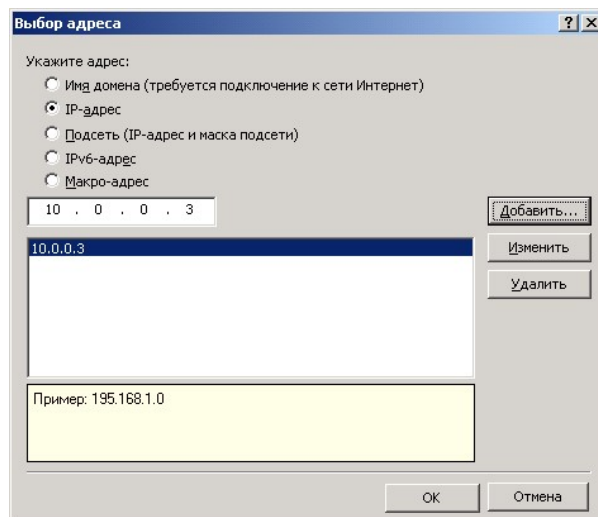 Выбор адреса
Укажите адрес:
Имя домена (требуется подключение к сети Интернет)
IP-адрес
Подсеть (IP-адрес и маска подсети)
IPv6-адрес
Макро-адрес
10 . 0 . 0 . 3
Добавить...
10.0.0.3
Изменить
Удалить
Пример: 195.168.1.0
OK
Отмена